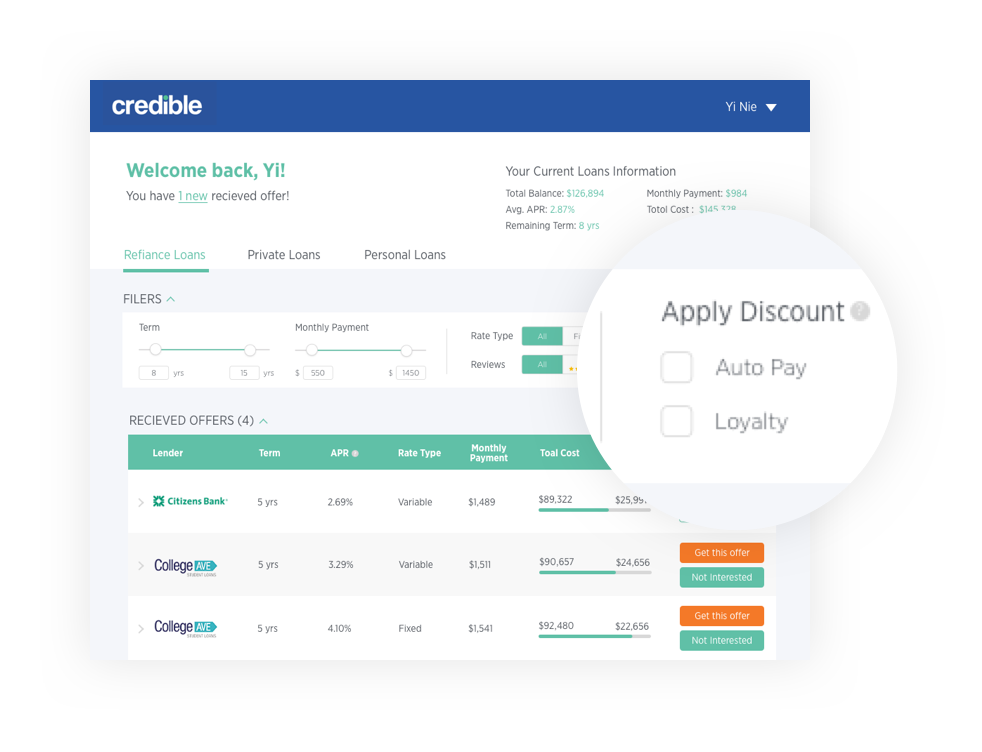 credible
Yi Nie
Welcome back, Yi!
You have 1 new recieved offer!
Your Current Loans Information
Total Balance: $126,894
Monthly Payment: $984
Avg. APR: 2.87%
Totol Cost : $145,328
Remaining Term: 8 yrs
Refiance Loans
Private Loans
Personal Loans
FILERS
Term
Monthly Payment
8 yrs
15 yrs
$ 550
$ 1450
Rate Type
All
Reviews
All
Apply Discount ?
Auto Pay
Loyalty
RECIEVED OFFERS (4)
Lender
Term
APR
Rate Type
Monthly
Payment
Toal Cost
Citizens Bank
5 yrs
2.69%
Variable
$1,489
$89,322
College AVE
STUDENT LOANS
5 yrs
3.29%
Variable
$1,511
$90,657
$24,656
Get this offer
Not Interested
College AVE
STUDENT LOANS
5 yrs
4.10%
Fixed
$1,541
$92,480
$22,656
Get this offer
Not Interested